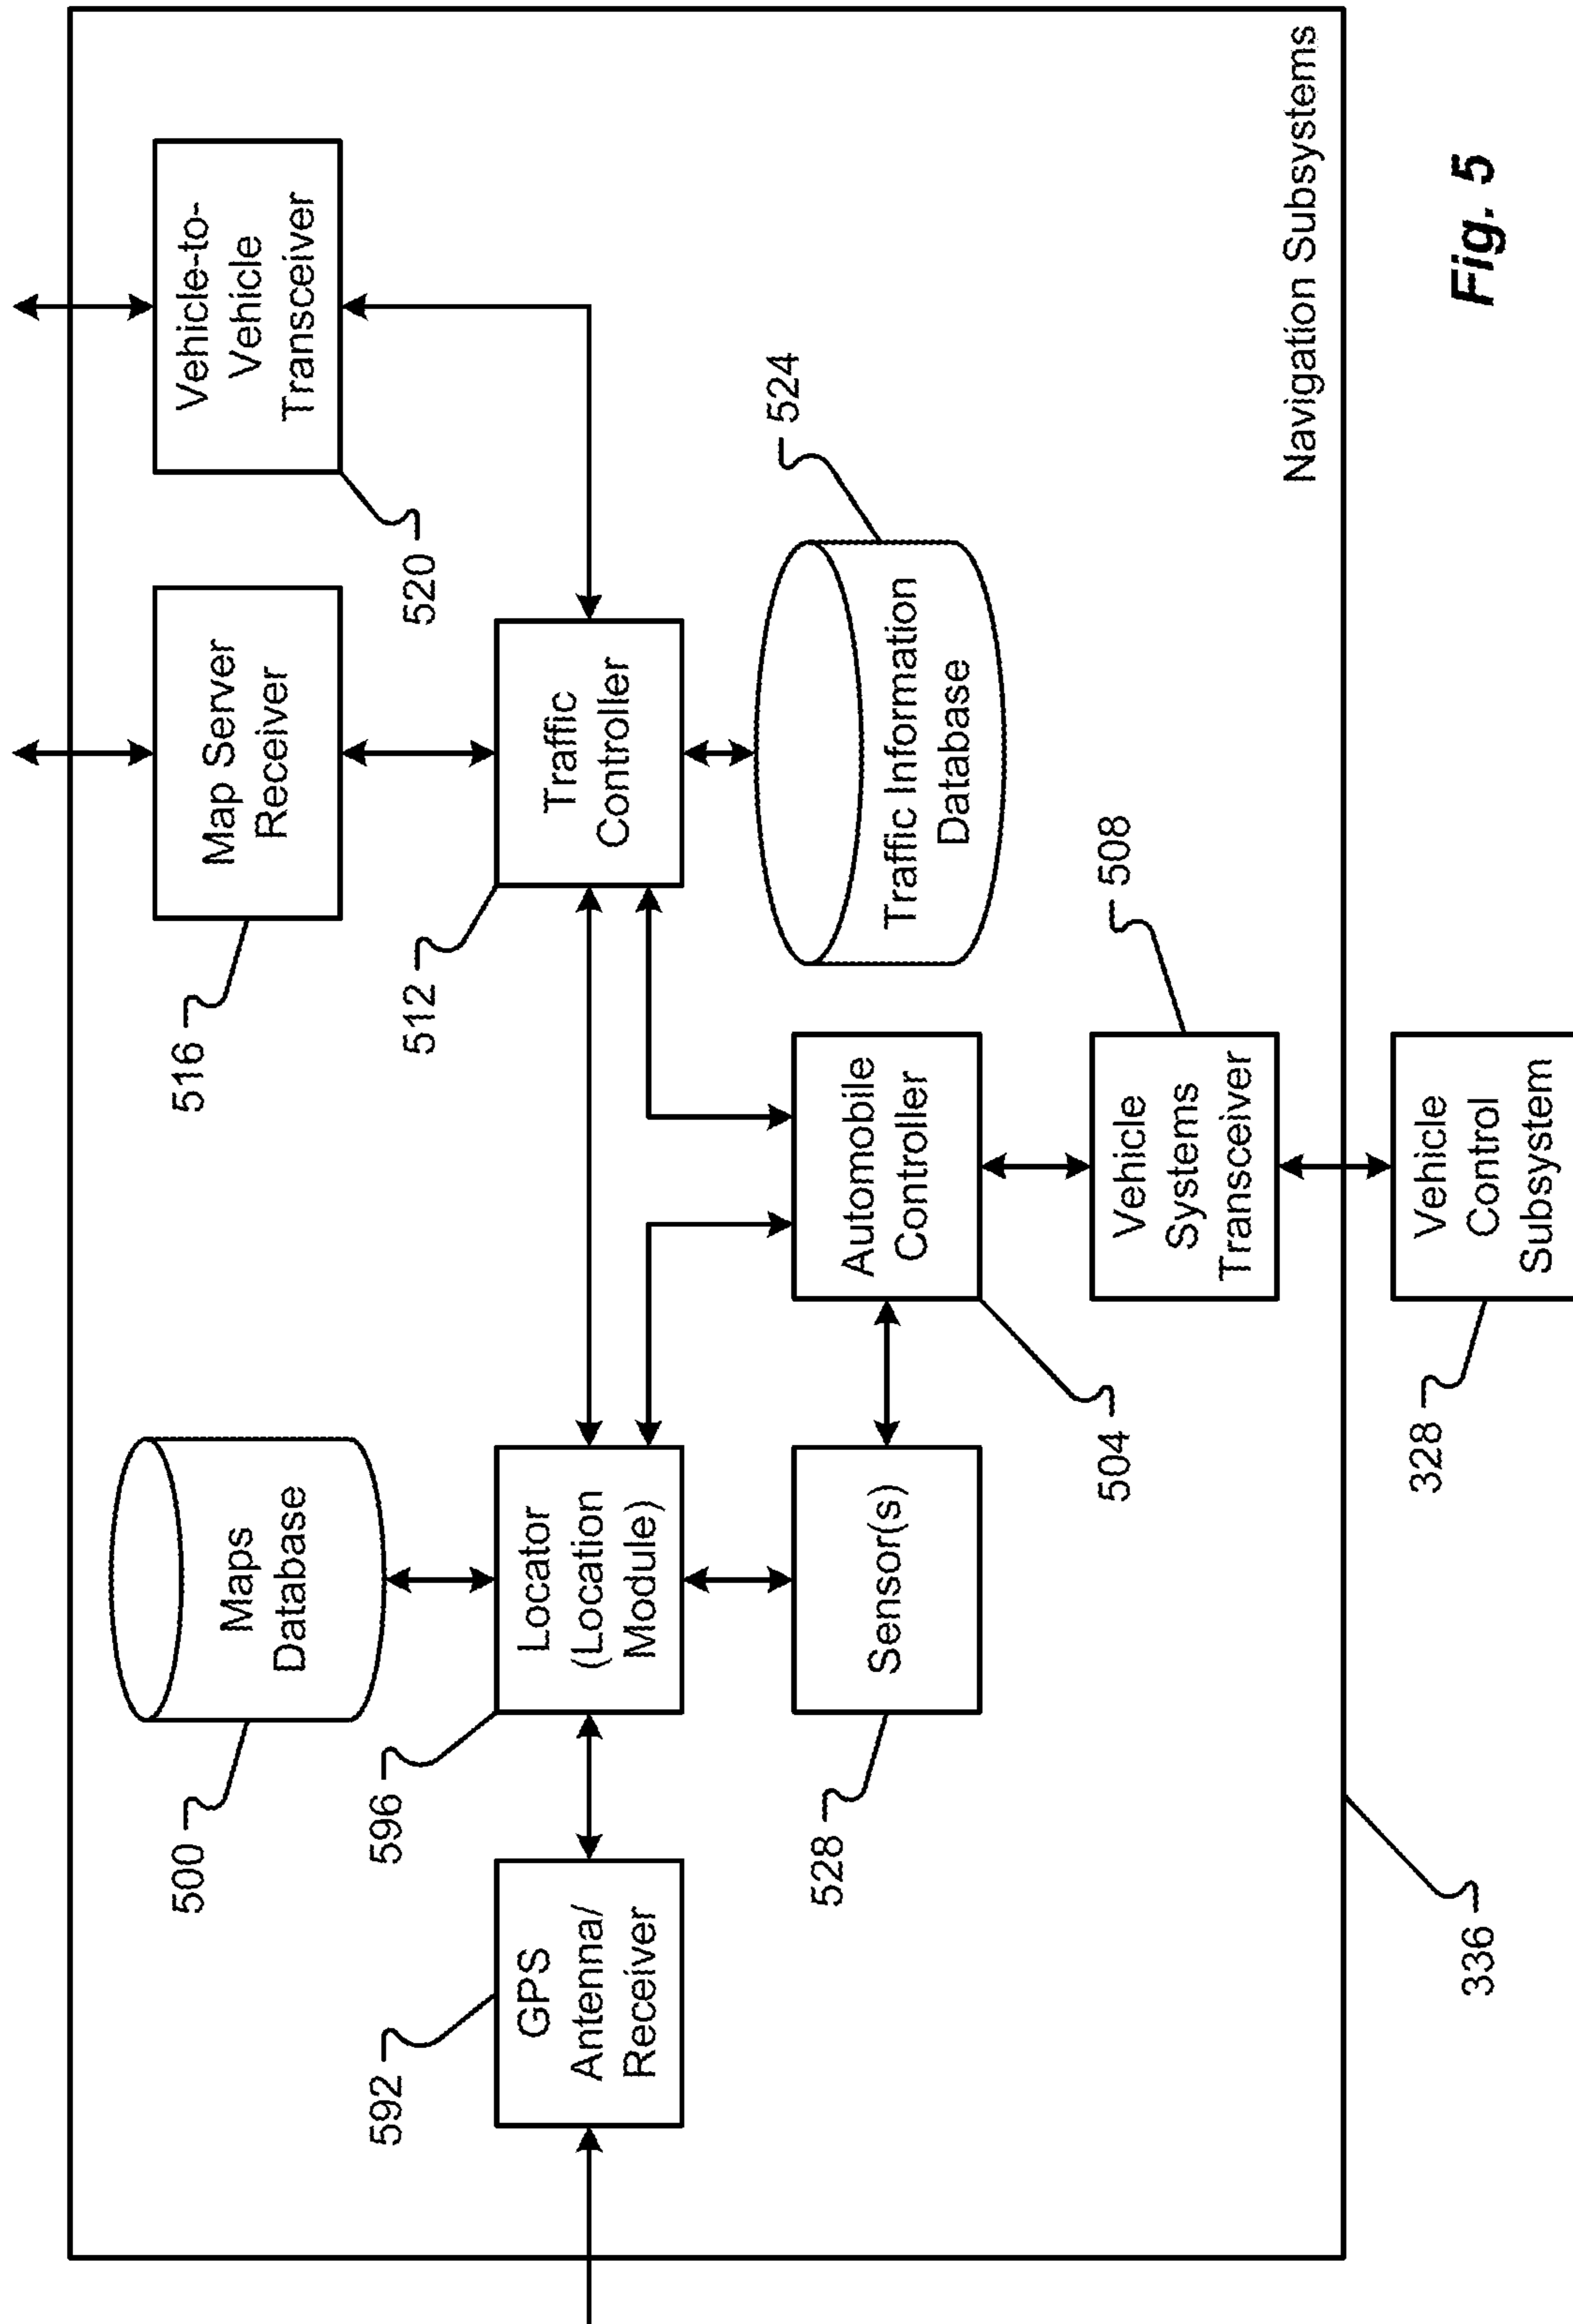 500
Maps
Database
516
Map Server
Receiver
Vehicle-to-
Vehicle
Transceiver
520
592
GPS
Antenna/
Receiver
596
Locator
(Location
Module)
512
Traffic
Controller
528
Sensor(s)
Automobile
Controller
504
524
Traffic Information
Database
508
Vehicle
Systems
Transceiver
Navigation Subsystems
336
328
Vehicle
Control
Subsystem
Fig. 5